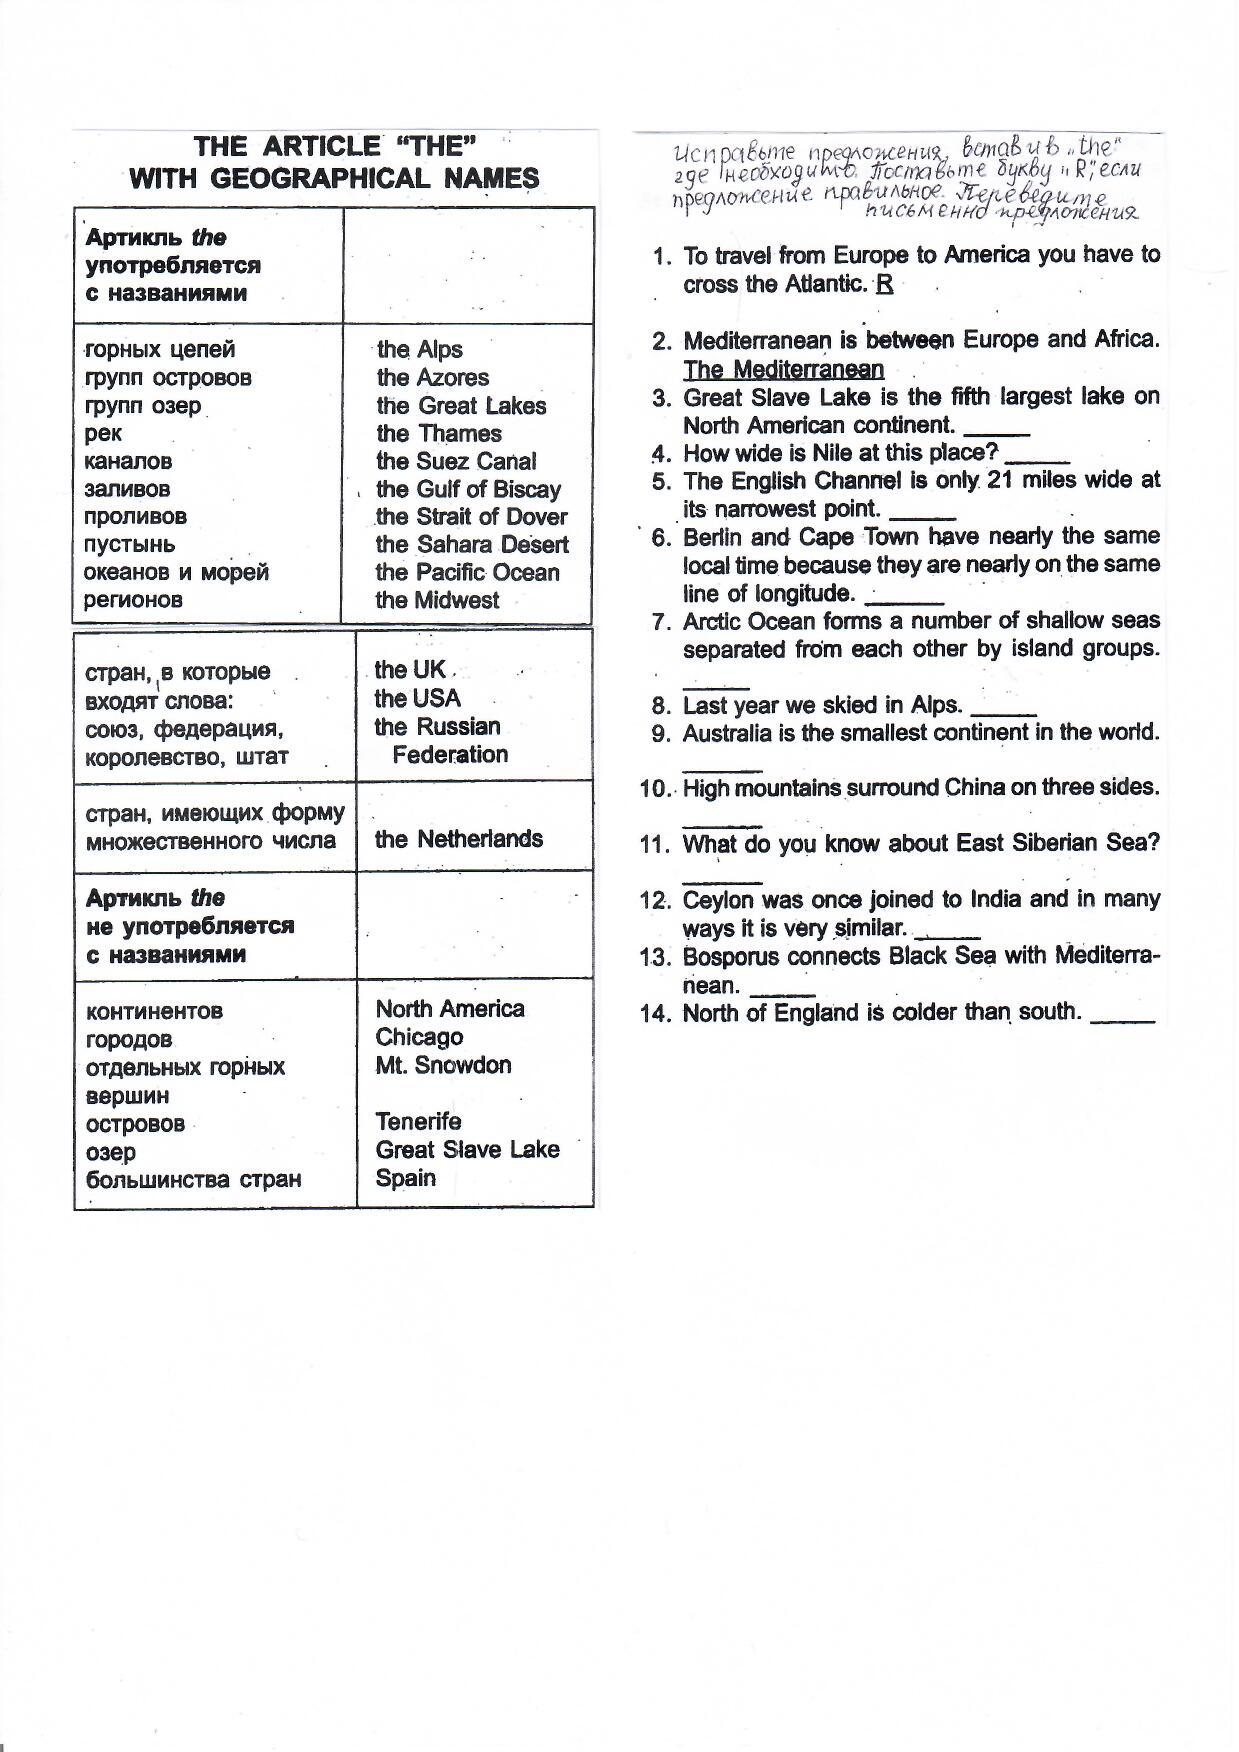 THE ARTICLE “THE”
WITH GEOGRAPHICAL NAMES
Артикль the
употребляется
с названиями
горных цепей the Alps
групп островов the Azores
групп озер the Great Lakes
рек the Thames
каналов the Suez Canal
заливов the Gulf of Biscay
проливов the Strait of Dover
пустынь the Sahara Desert
океанов и морей the Pacific Ocean
регионов the Midwest
стран, в которые the UK
входят слова: the USA
союз, федерация, the Russian
королевство, штат Federation
стран, имеющих форму
множественного числа the Netherlands
Артикль the
не употребляется
с названиями
континентов North America
городов Chicago
отдельных горных Mt. Snowdon
вершин
островов Tenerife
озер Great Slave Lake
большинства стран Spain
Исправьте предложения, вставив „the"
где необходимо. Поставьте букву „R", если
предложение правильное. Переведите
письменно предложения
1. To travel from Europe to America you have to
cross the Atlantic. R
2. Mediterranean is between Europe and Africa.
The Mediterranean
3. Great Slave Lake is the fifth largest lake on
North American continent. _____
4. How wide is Nile at this place? _____
5. The English Channel is only 21 miles wide at
its narrowest point. _____
6. Berlin and Cape Town have nearly the same
local time because they are nearly on the same
line of longitude. ______
7. Arctic Ocean forms a number of shallow seas
separated from each other by island groups.
_____
8. Last year we skied in Alps. _____
9. Australia is the smallest continent in the world.
______
10. High mountains surround China on three sides.
______
11. What do you know about East Siberian Sea?
______
12. Ceylon was once joined to India and in many
ways it is very similar. _____
13. Bosporus connects Black Sea with Mediterra-
nean. _____
14. North of England is colder than south. _____